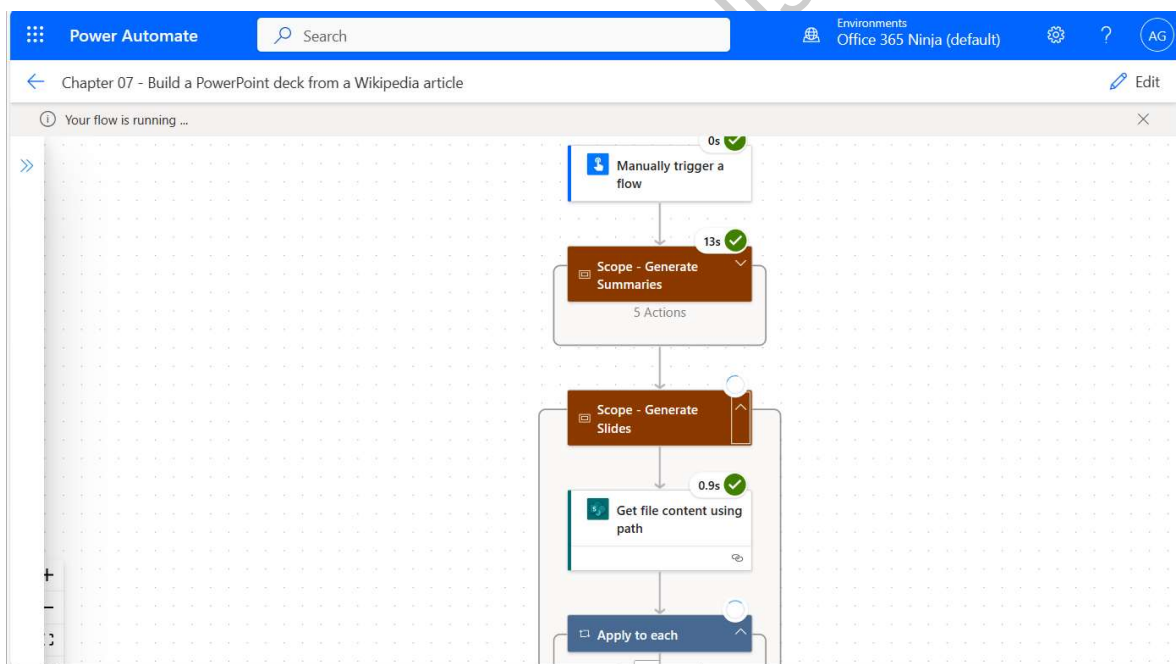 Power Automate
Search
Environments
Office 365 Ninja (default)
?
AG
Chapter 07 - Build a PowerPoint deck from a Wikipedia article
Edit
Your flow is running ...
0s
Manually trigger a
flow
13s
Scope - Generate
Summaries
5 Actions
Scope - Generate
Slides
0.9s
Get file content using
path
Apply to each